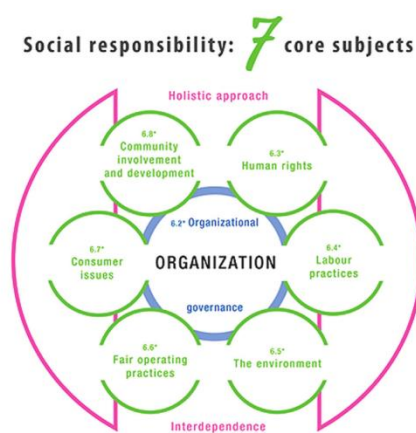 Social responsibility: 7 core subjects
Holistic approach
6.8*
Community
involvement
and development
6.3*
Human rights
6.2* Organizational
6.7*
Consumer
issues
ORGANIZATION
6.4*
Labour
practices
governance
6.6*
Fair operating
practices
6.5*
The environment
Interdependence